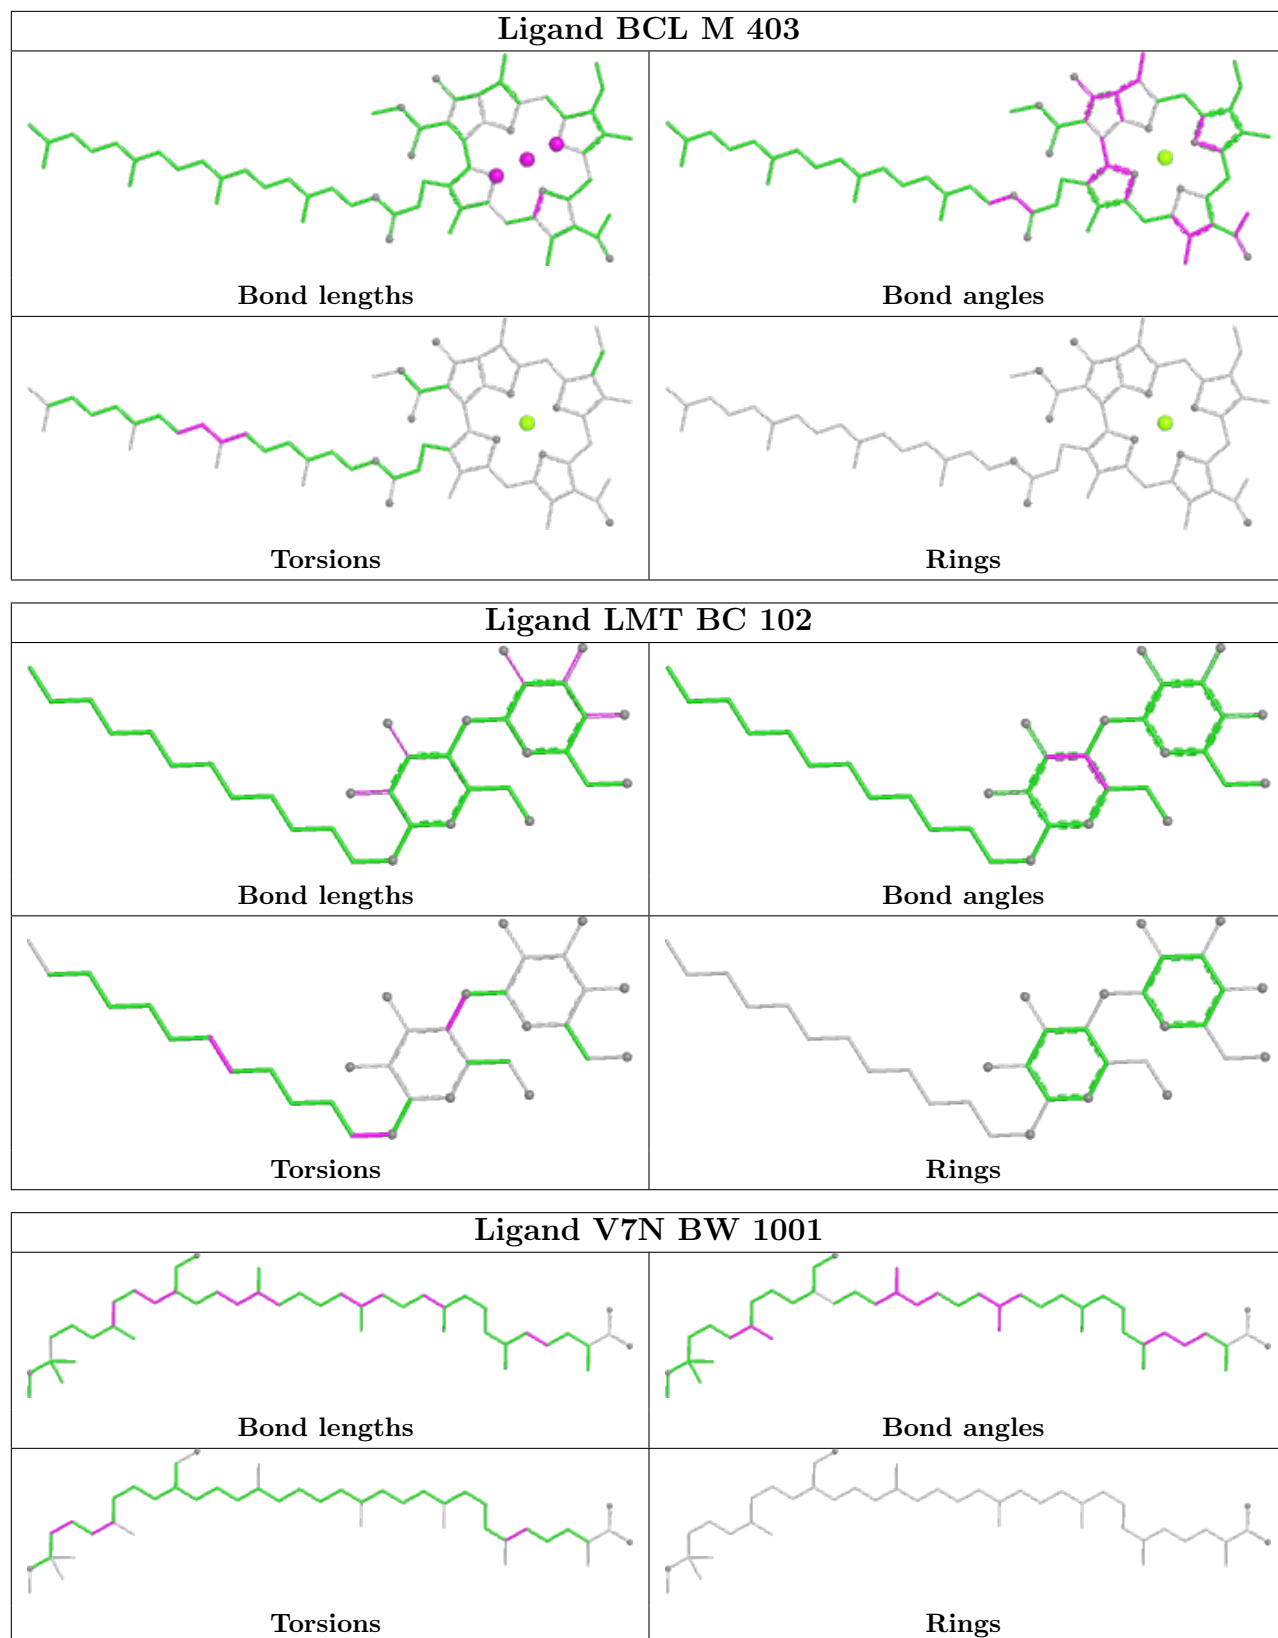 Ligand BCL M 403
Bond lengths
Bond angles
Torsions
Rings
Ligand LMT BC 102
Bond lengths
Bond angles
Torsions
Rings
Ligand V7N BW 1001
Bond lengths
Bond angles
Torsions
Rings